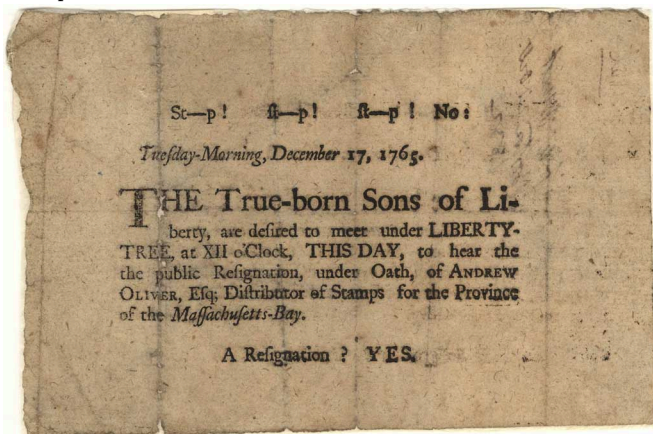 St—p! ſt—p! ſt—p! No:
Tueſday-Morning, December 17, 1765.
THE True-born Sons of Li-
berty, are deſired to meet under LIBERTY-
TREE, at XII o'Clock, THIS DAY, to hear the
the public Reſignation, under Oath, of ANDREW
OLIVER, Eſq; Diſtributor of Stamps for the Province
of the Maſſachuſetts-Bay.
A Reſignation? YES.